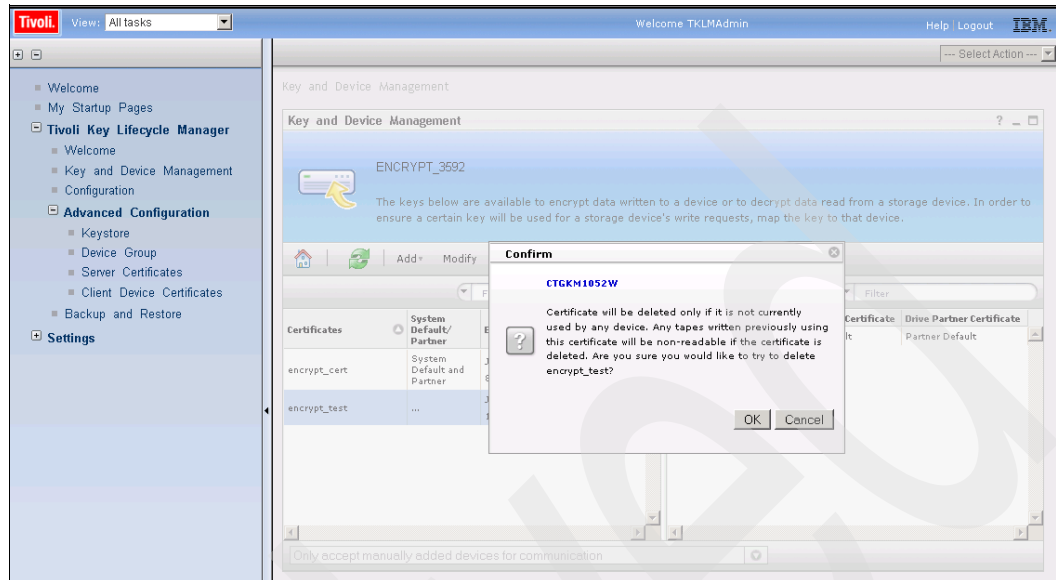 Tivoli. View: All tasks Welcome TKLMAdmin Help Logout IBM.
--- Select Action ---
Welcome
My Startup Pages
Tivoli Key Lifecycle Manager
Welcome
Key and Device Management
Configuration
Advanced Configuration
Keystore
Device Group
Server Certificates
Client Device Certificates
Backup and Restore
Settings
Key and Device Management
Key and Device Management
ENCRYPT_3592
The keys below are available to encrypt data written to a device or to decrypt data read from a storage device. In order to
ensure a certain key will be used for a storage device's write requests, map the key to that device.
Add Modify
Filter
Certificates
System
Default/
Partner
Certificate Drive Partner Certificate
encrypt_cert
System
Default and
Partner
Partner Default
encrypt_test ...
Confirm
CTGKM1052W
Certificate will be deleted only if it is not currently
used by any device. Any tapes written previously using
this certificate will be non-readable if the certificate is
deleted. Are you sure you would like to try to delete
encrypt_test?
OK Cancel
Only accept manually added devices for communication